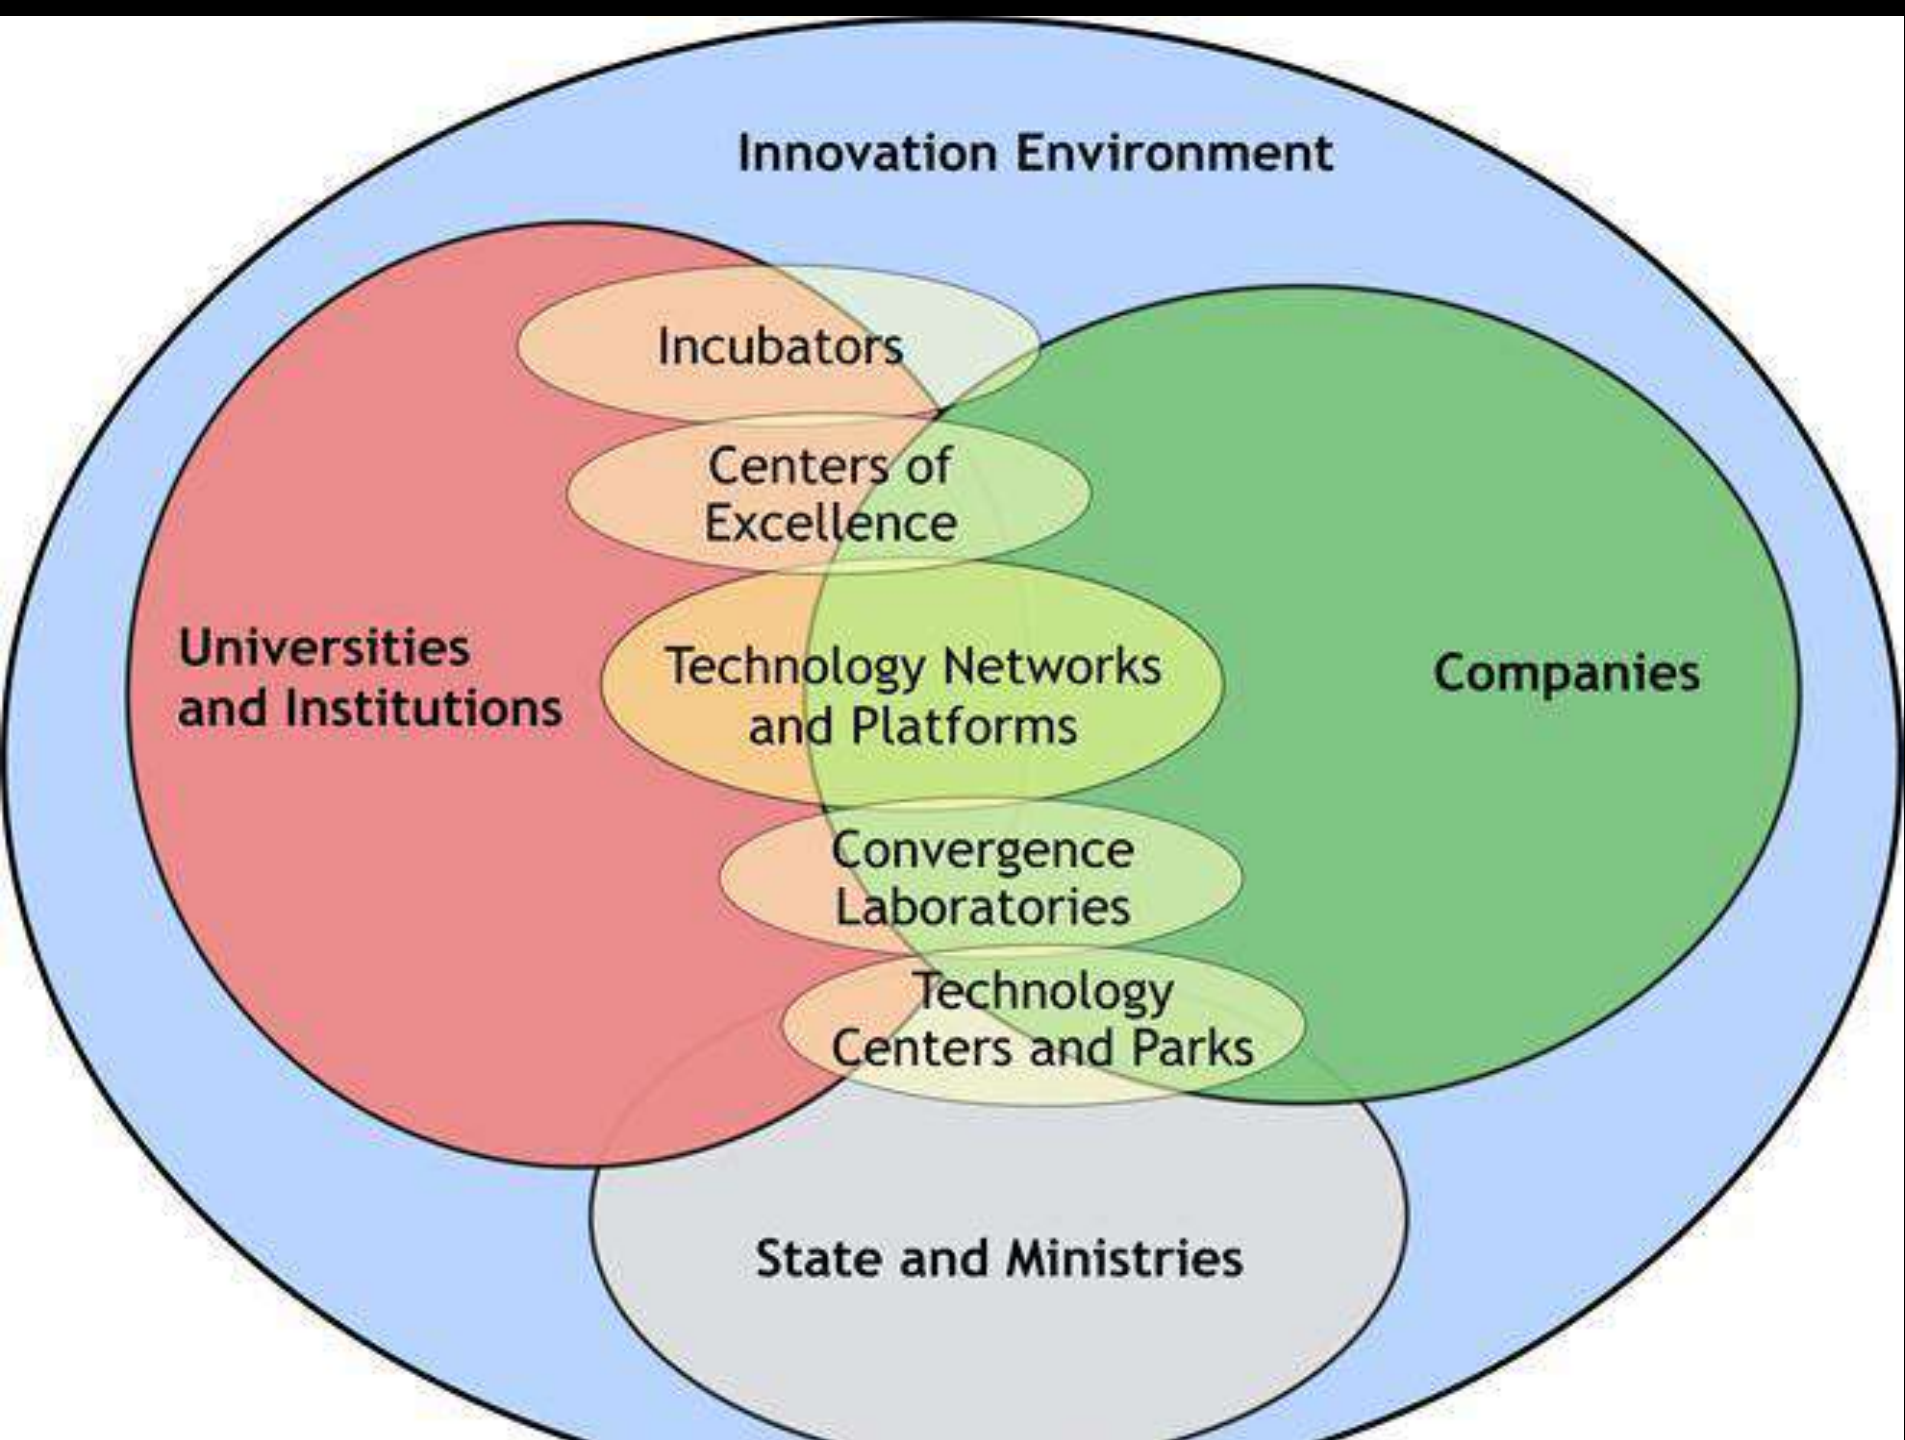 Innovation Environment
Incubators
Centers of
Excellence
Universities
and Institutions
Technology Networks
and Platforms
Companies
Convergence
Laboratories
Technology
Centers and Parks
State and Ministries